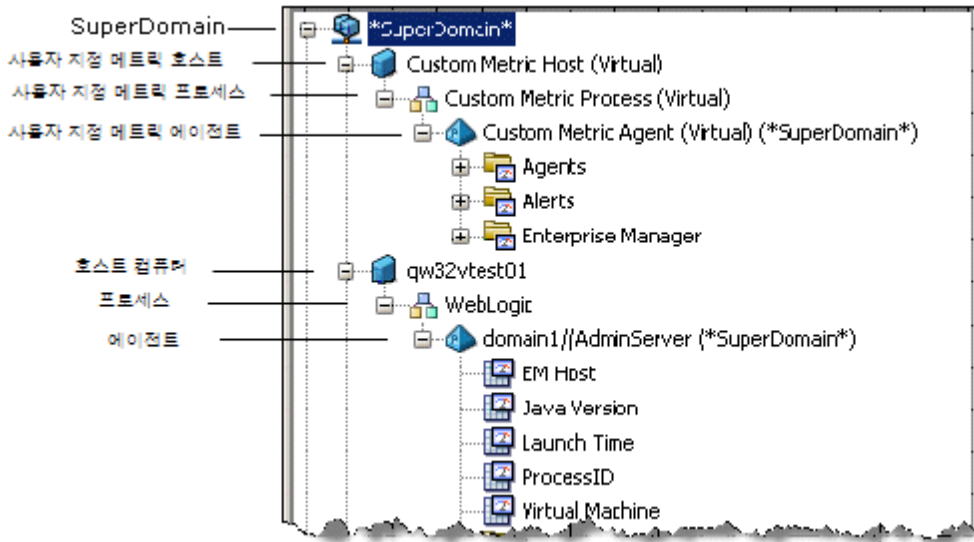 SuperDomain
*SuperDomain*
사용자 지정 메트릭 호스트
Custom Metric Host (Virtual)
사용자 지정 메트릭 프로세스
Custom Metric Process (Virtual)
사용자 지정 메트릭 에이전트
Custom Metric Agent (Virtual) (*SuperDomain*)
Agents
Alerts
Enterprise Manager
호스트 컴퓨터
qw32vtest01
프로세스
WebLogic
에이전트
domain1//AdminServer (*SuperDomain*)
EM Host
Java Version
Launch Time
ProcessID
Virtual Machine